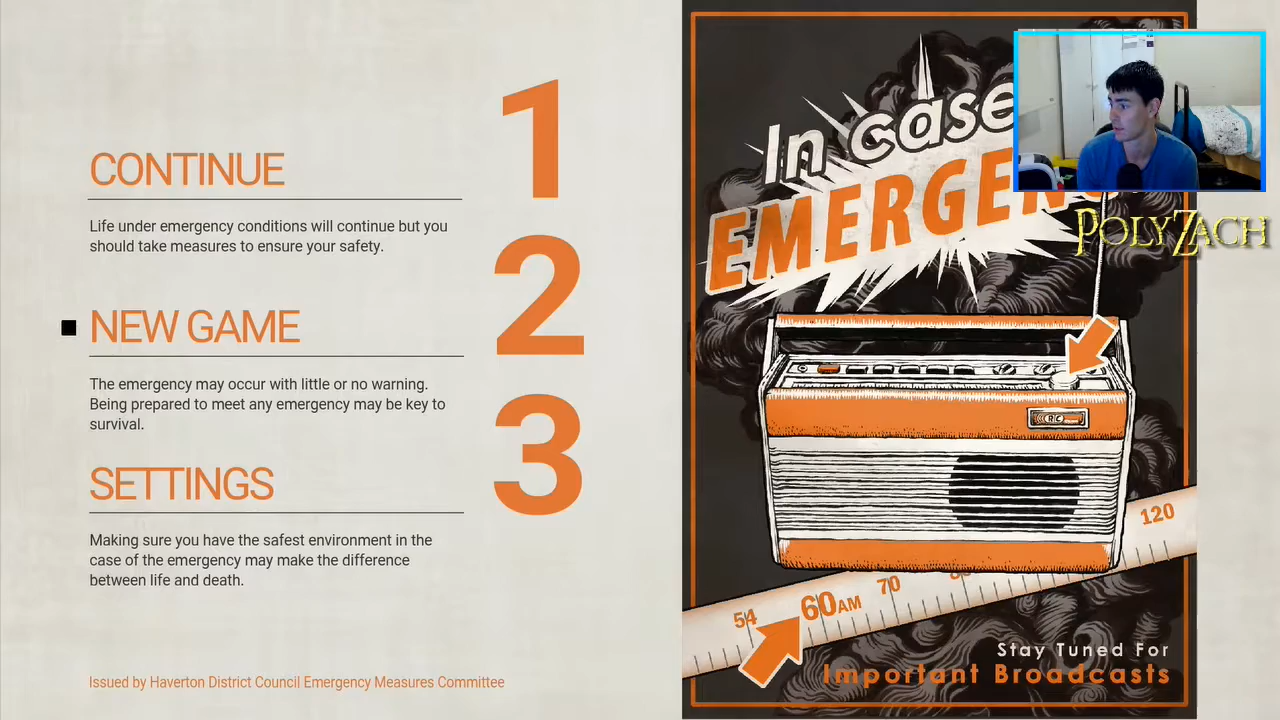 CONTINUE
1
Life under emergency conditions will continue but you
should take measures to ensure your safety.
NEW GAME
2
The emergency may occur with little or no warning.
Being prepared to meet any emergency may be key to
survival.
SETTINGS
3
Making sure you have the safest environment in the
case of the emergency may make the difference
between life and death.
Issued by Haverton District Council Emergency Measures Committee
In case
POLYZACH
120
54 60AM 70
Stay Tuned For
Important Broadcasts